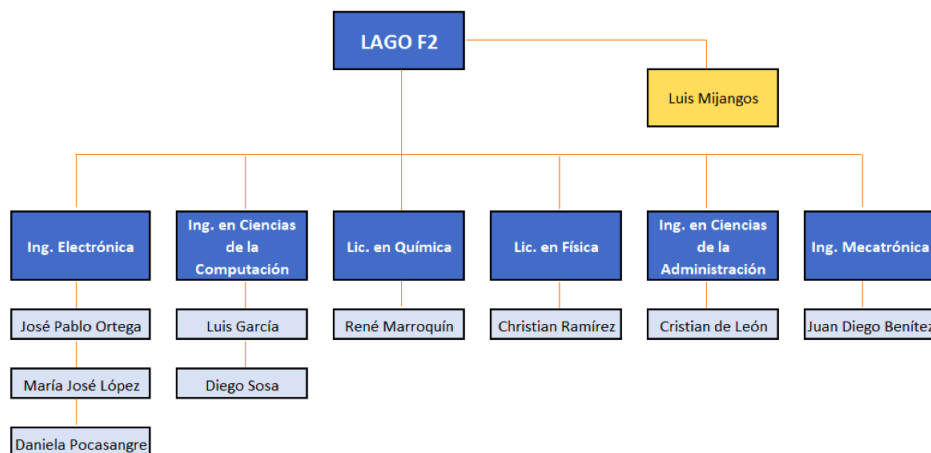 LAGO F2
Luis Mijangos
Ing. Electrónica
Ing. en Ciencias
de la
Computación
Lic. en Química
Lic. en Física
Ing. en Ciencias
de la
Administración
Ing. Mecatrónica
José Pablo Ortega
Luis García
René Marroquín
Christian Ramírez
Cristian de León
Juan Diego Benítez
María José López
Diego Sosa
Daniela Pocasangre